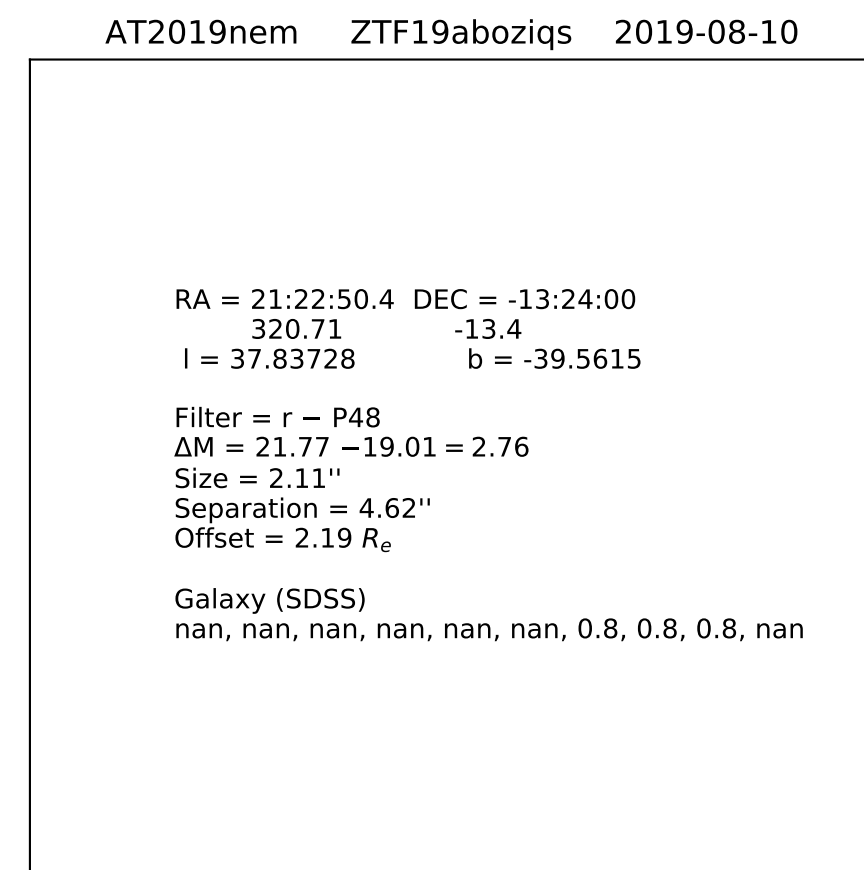 AT2019nem ZTF19aboziqs 2019-08-10
RA = 21:22:50.4 DEC = -13:24:00
320.71 -13.4
l = 37.83728 b = -39.5615
Filter = r − P48
ΔM = 21.77 −19.01 = 2.76
Size = 2.11''
Separation = 4.62''
Offset = 2.19 Re
Galaxy (SDSS)
nan, nan, nan, nan, nan, nan, 0.8, 0.8, 0.8, nan